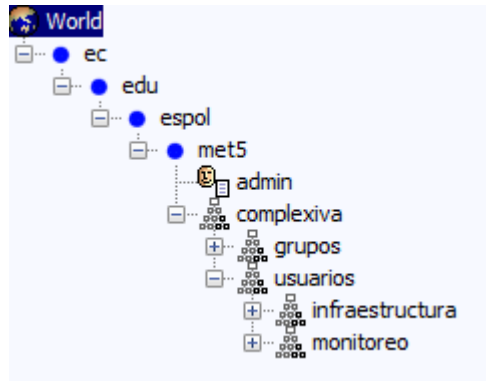 World
ec
edu
espol
met5
admin
complexiva
grupos
usuarios
infraestructura
monitoreo